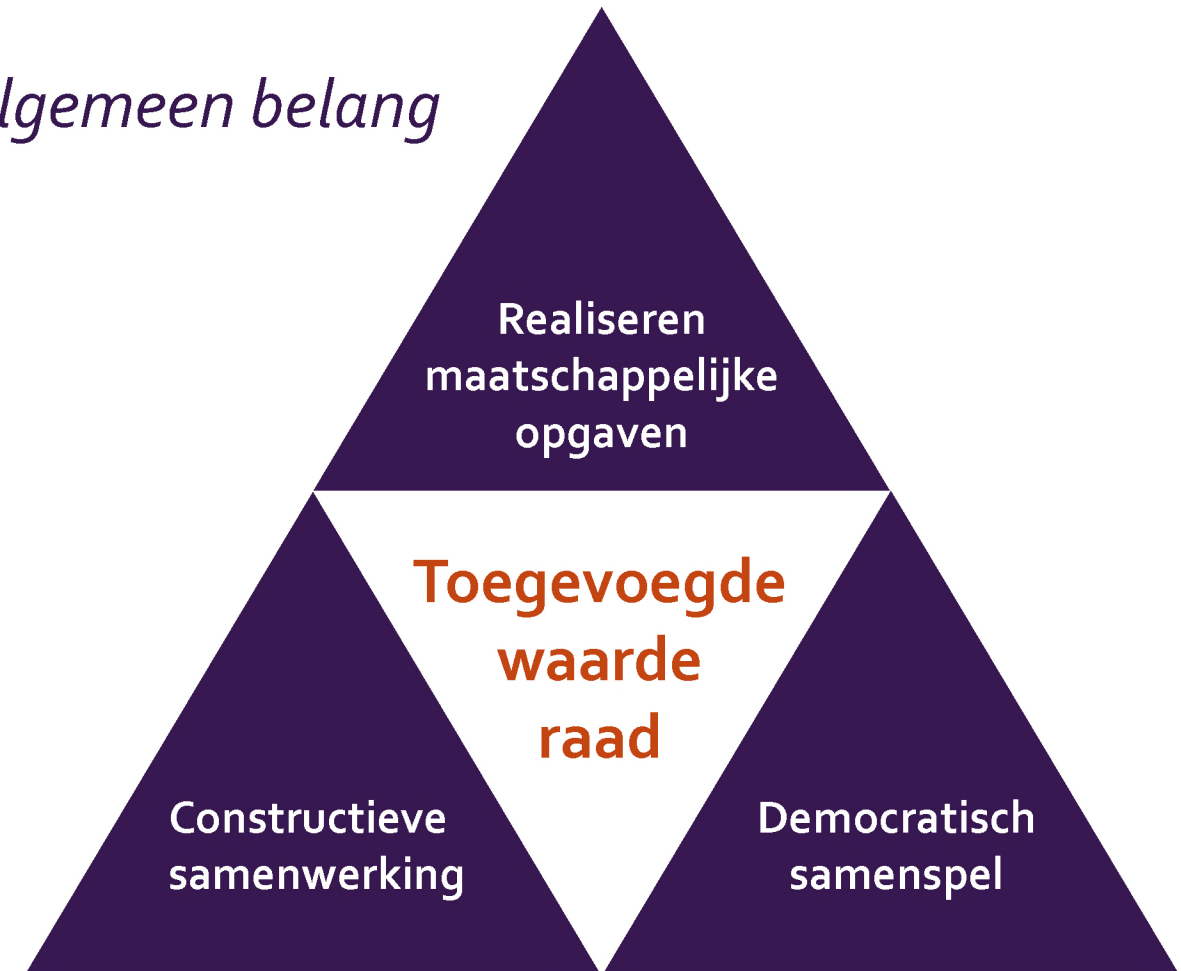 lgemeen belang
Realiseren
maatschappelijke
opgaven
Toegevoegde
waarde
raad
Constructieve
samenwerking
Democratisch
samenspel